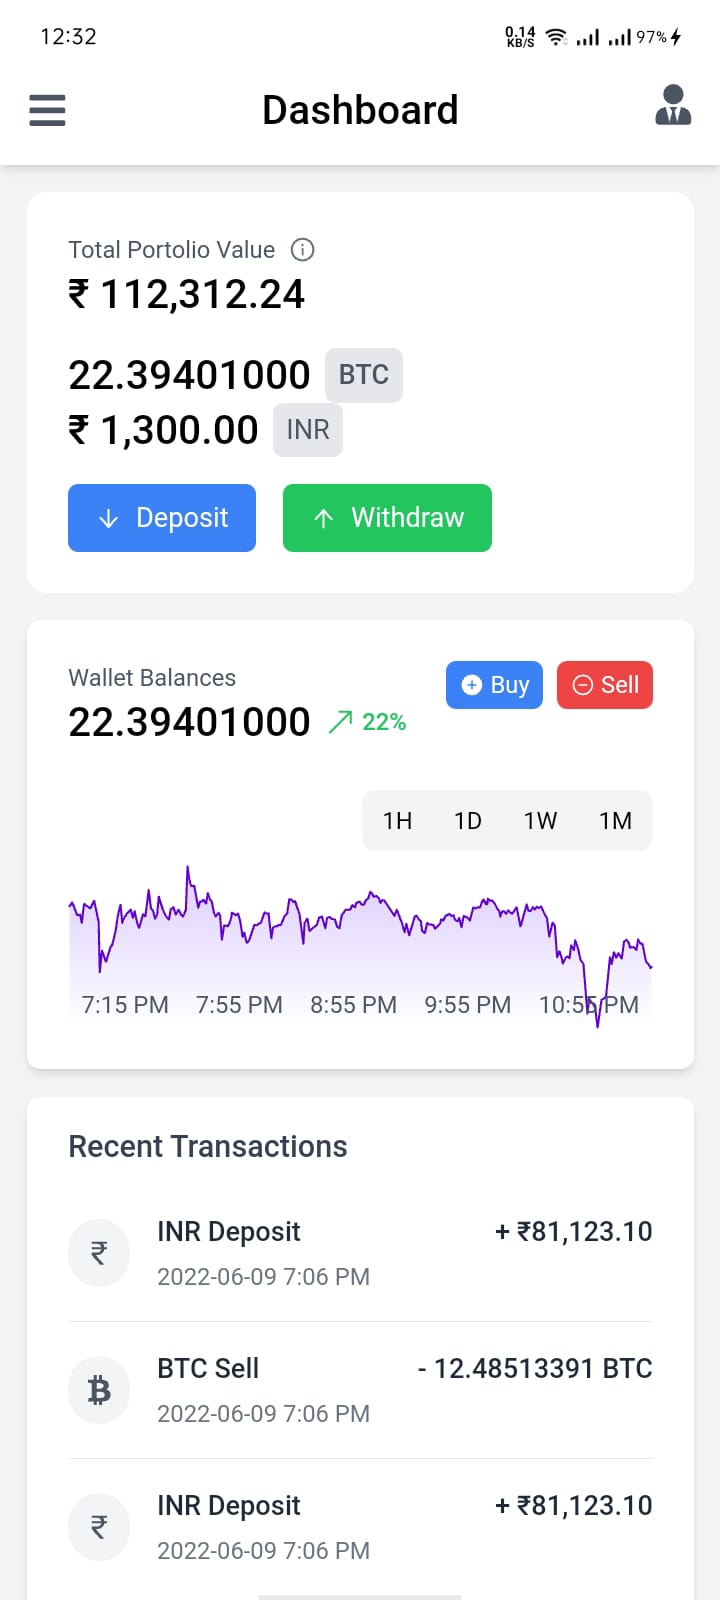 12:32
0.14
KB/S
97%
Dashboard
Total Portolio Value
₹ 112,312.24
22.39401000 BTC
₹ 1,300.00 INR
Deposit
Withdraw
Wallet Balances
Buy
Sell
22.39401000 22%
1H 1D 1W 1M
7:15 PM 7:55 PM 8:55 PM 9:55 PM 10:55 PM
Recent Transactions
₹
INR Deposit + ₹81,123.10
2022-06-09 7:06 PM
BTC Sell - 12.48513391 BTC
2022-06-09 7:06 PM
₹
INR Deposit + ₹81,123.10
2022-06-09 7:06 PM